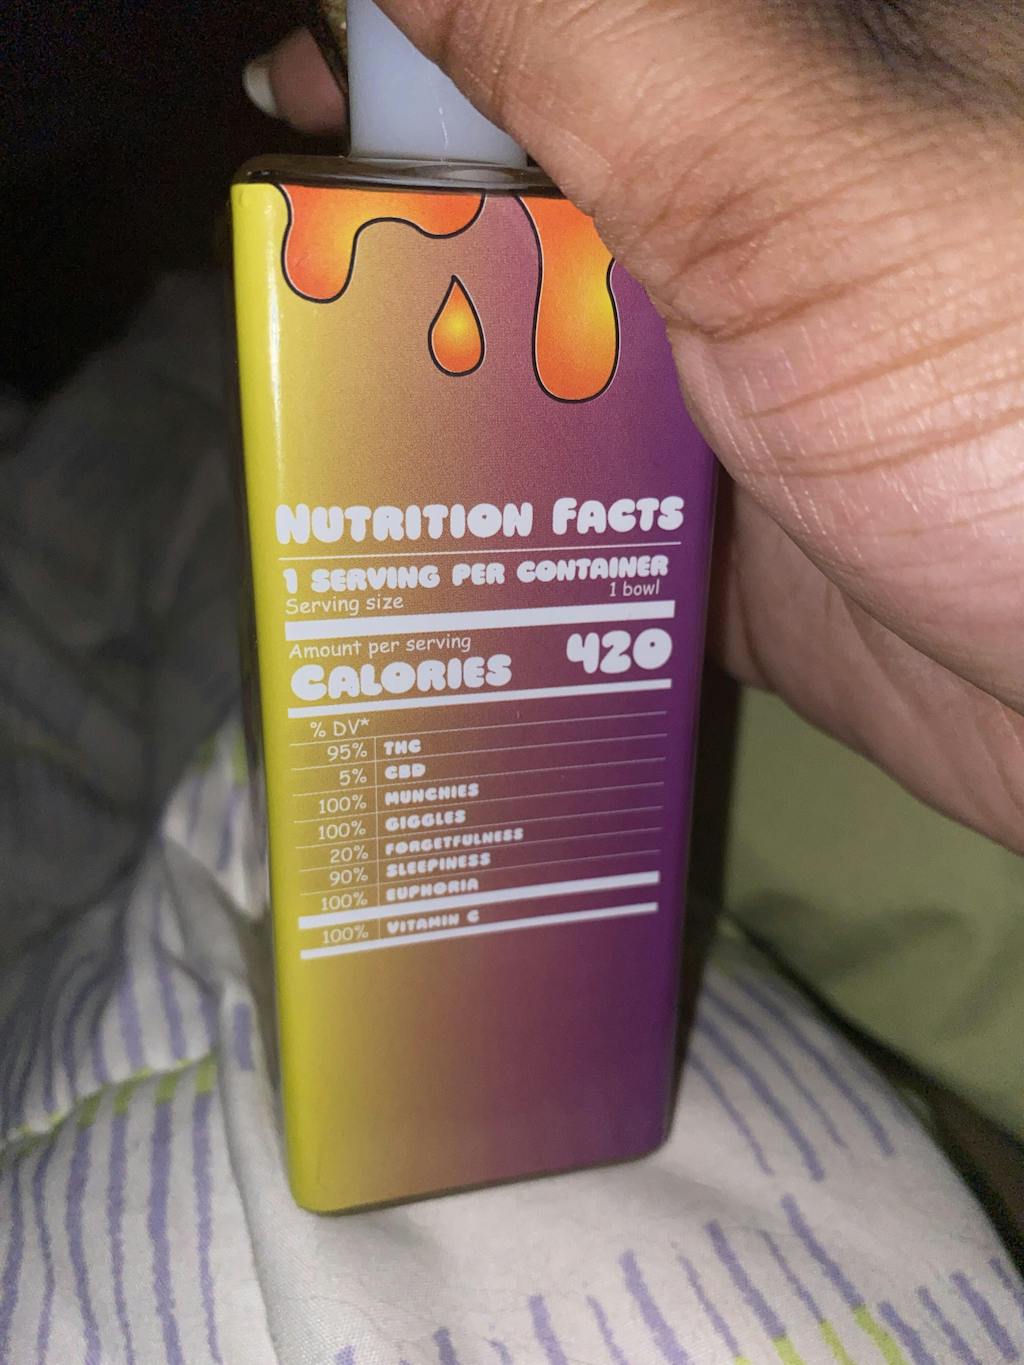 NUTRITION FACTS
1 SERVING PER CONTAINER
Serving size 1 bowl
Amount per serving
CALORIES 420
% DV*
95% THC
5% CBD
100% MUNCHIES
100% GIGGLES
20% FORGETFULNESS
90% SLEEPINESS
100% EUPHORIA
100% VITAMIN C